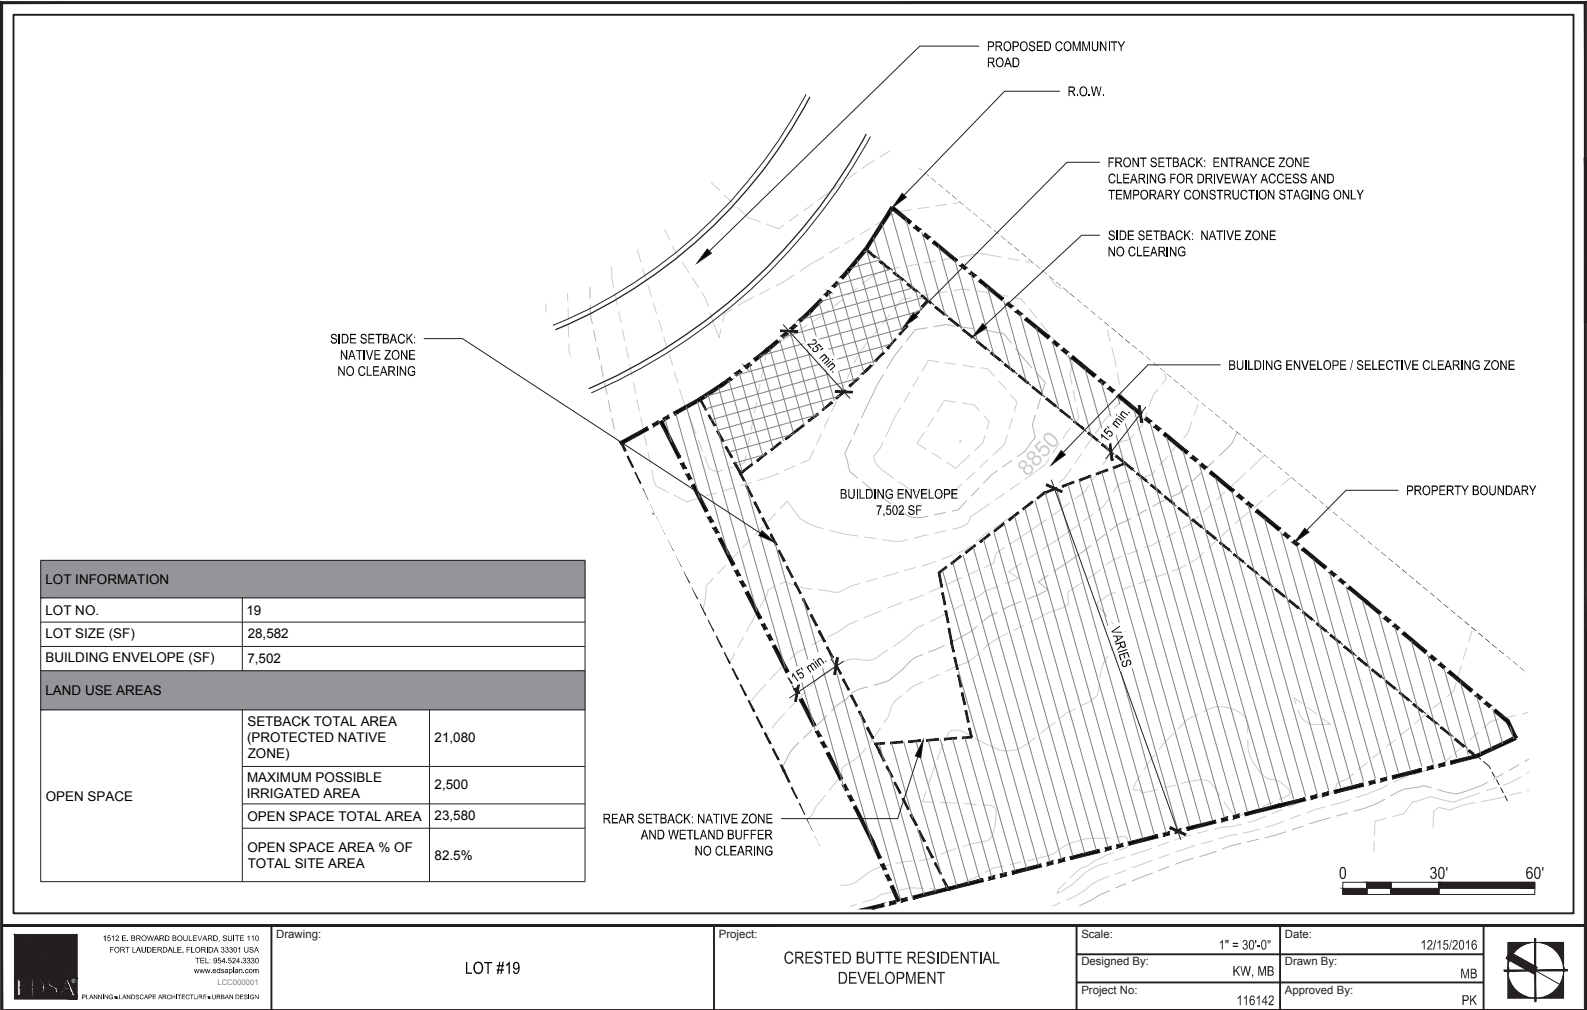 PROPOSED COMMUNITY
ROAD
R.O.W.
FRONT SETBACK: ENTRANCE ZONE
CLEARING FOR DRIVEWAY ACCESS AND
TEMPORARY CONSTRUCTION STAGING ONLY
SIDE SETBACK: NATIVE ZONE
NO CLEARING
SIDE SETBACK:
NATIVE ZONE
NO CLEARING
25' min.
BUILDING ENVELOPE / SELECTIVE CLEARING ZONE
15' min.
8850
BUILDING ENVELOPE
7,502 SF
PROPERTY BOUNDARY
VARIES
15' min.
REAR SETBACK: NATIVE ZONE
AND WETLAND BUFFER
NO CLEARING
LOT INFORMATION
LOT NO. 19
LOT SIZE (SF) 28,582
BUILDING ENVELOPE (SF) 7,502
LAND USE AREAS
OPEN SPACE
SETBACK TOTAL AREA
(PROTECTED NATIVE
ZONE)
21,080
MAXIMUM POSSIBLE
IRRIGATED AREA
2,500
OPEN SPACE TOTAL AREA 23,580
OPEN SPACE AREA % OF
TOTAL SITE AREA
82.5%
0 30' 60'
EDSA
1512 E. BROWARD BOULEVARD, SUITE 110
FORT LAUDERDALE, FLORIDA 33301 USA
TEL: 954.524.3330
www.edsaplan.com
LCC000001
PLANNING■LANDSCAPE ARCHITECTURE■URBAN DESIGN
Drawing:
LOT #19
Project:
CRESTED BUTTE RESIDENTIAL
DEVELOPMENT
Scale:
1" = 30'-0"
Date:
12/15/2016
Designed By:
KW, MB
Drawn By:
MB
Project No:
116142
Approved By:
PK